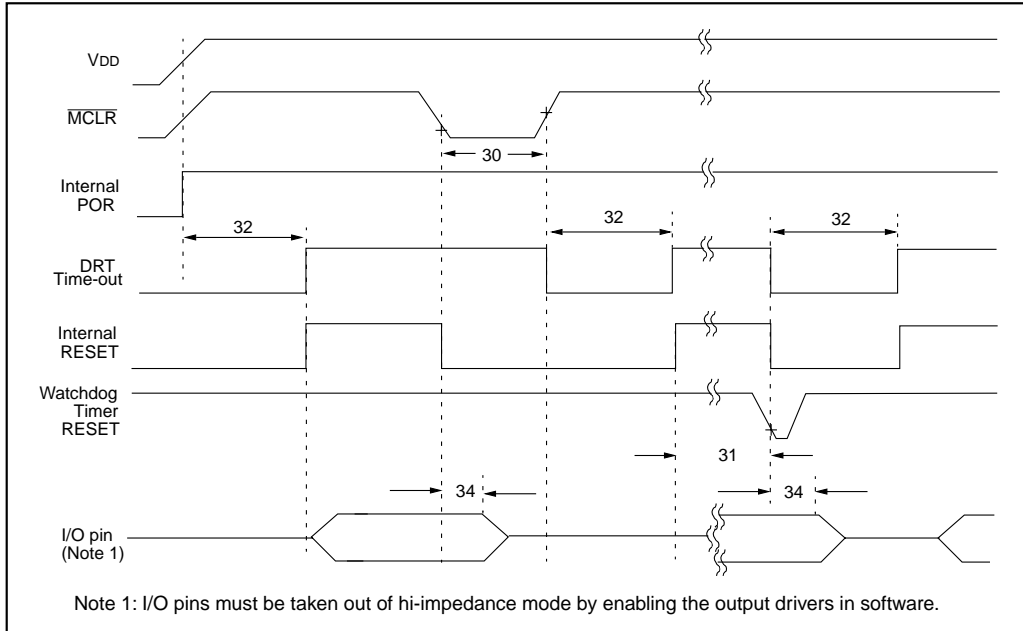 VDD
MCLR
30
Internal
POR
32
32
32
DRT
Time-out
Internal
RESET
Watchdog
Timer
RESET
31
34
34
I/O pin
(Note 1)
Note 1: I/O pins must be taken out of hi-impedance mode by enabling the output drivers in software.